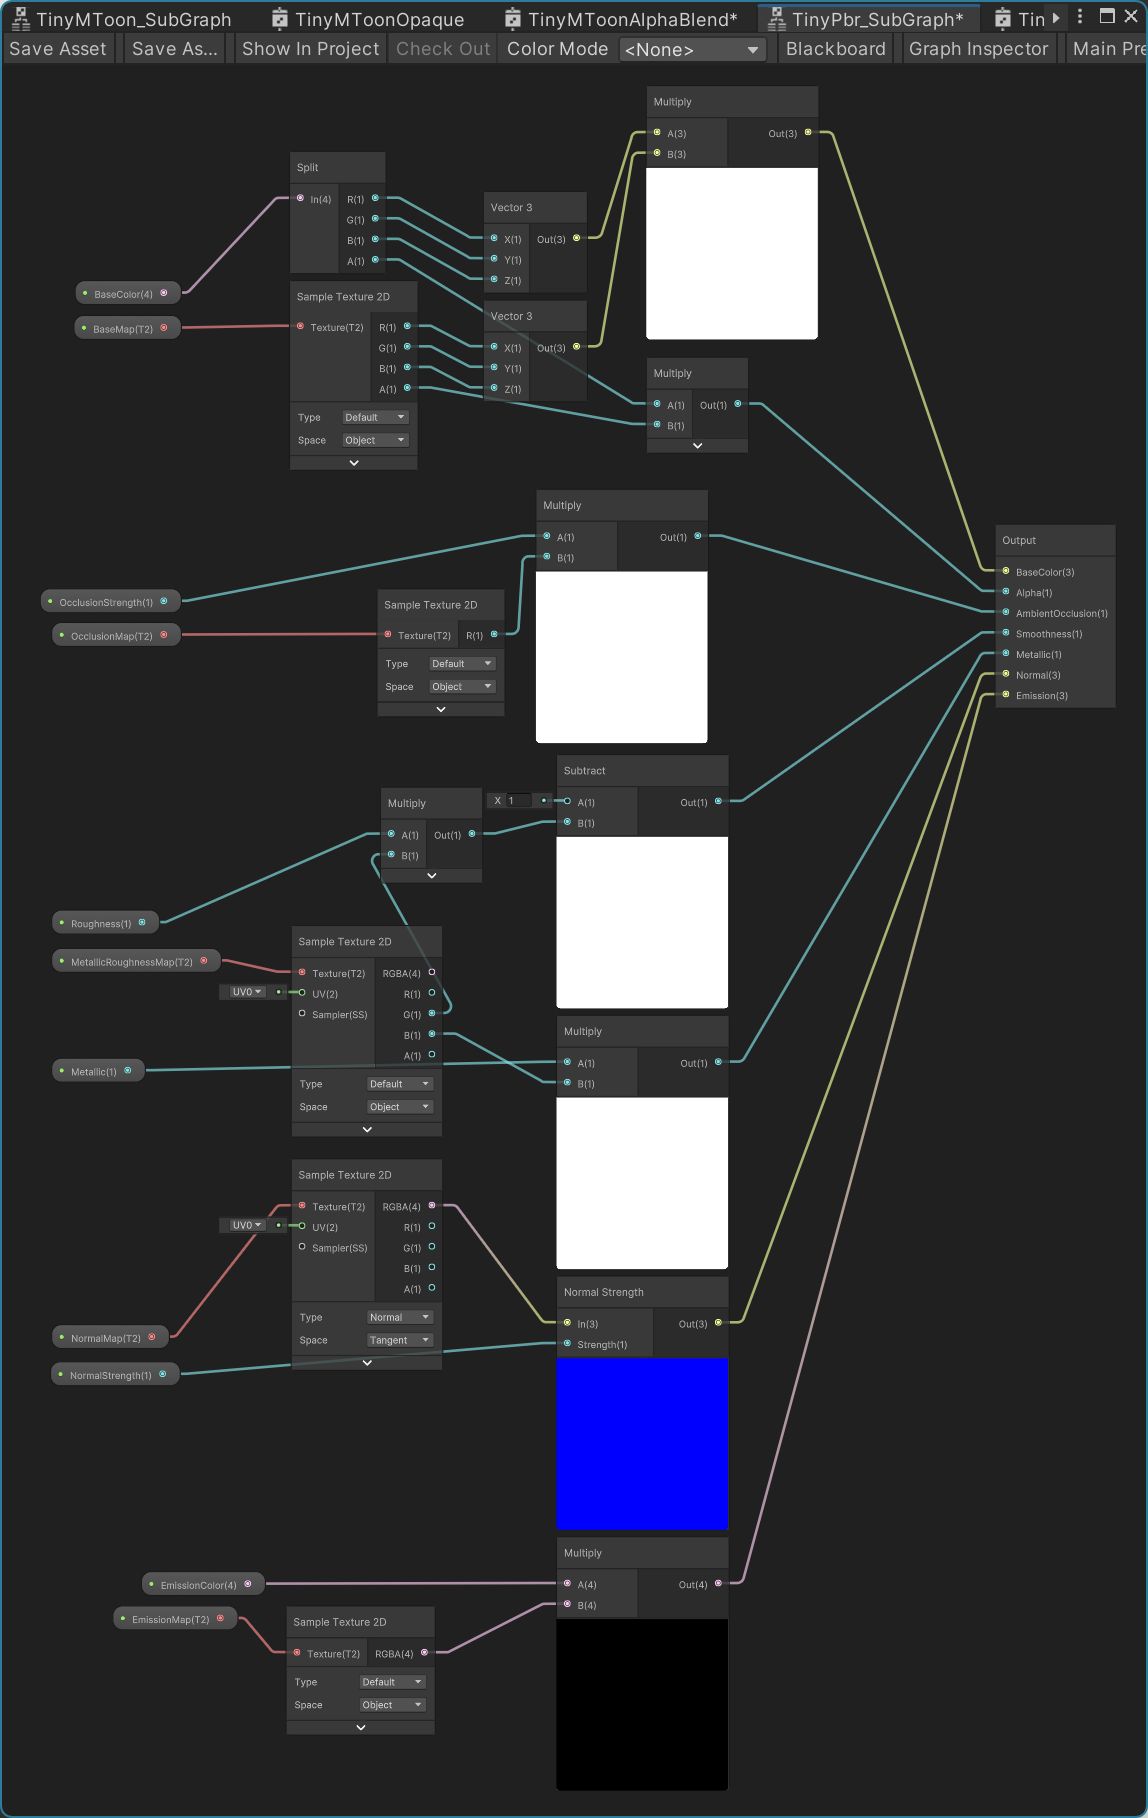 TinyMToon_SubGraph TinyMToonOpaque TinyMToonAlphaBlend* TinyPbr_SubGraph* Tin
Save Asset Save As... Show In Project Check Out Color Mode <None> Blackboard Graph Inspector Main Pre
Multiply
A(3) Out(3)
B(3)
Split
In(4) R(1)
G(1)
B(1)
A(1)
Vector 3
X(1) Out(3)
Y(1)
Z(1)
BaseColor(4)
BaseMap(T2)
Sample Texture 2D
Texture(T2) R(1)
G(1)
B(1)
A(1)
Type Default
Space Object
Vector 3
X(1) Out(3)
Y(1)
Z(1)
Multiply
A(1) Out(1)
B(1)
Multiply
A(1) Out(1)
B(1)
Output
BaseColor(3)
Alpha(1)
AmbientOcclusion(1)
Smoothness(1)
Metallic(1)
Normal(3)
Emission(3)
OcclusionStrength(1)
OcclusionMap(T2)
Sample Texture 2D
Texture(T2) R(1)
Type Default
Space Object
Subtract
X 1
A(1) Out(1)
B(1)
Multiply
A(1) Out(1)
B(1)
Roughness(1)
MetallicRoughnessMap(T2)
UV0
Sample Texture 2D
Texture(T2) RGBA(4)
UV(2) R(1)
Sampler(SS) G(1)
B(1)
A(1)
Type Default
Space Object
Metallic(1)
Multiply
A(1) Out(1)
B(1)
Sample Texture 2D
Texture(T2) RGBA(4)
UV0
UV(2) R(1)
Sampler(SS) G(1)
B(1)
A(1)
Type Normal
Space Tangent
NormalMap(T2)
NormalStrength(1)
Normal Strength
In(3) Out(3)
Strength(1)
Multiply
A(4) Out(4)
B(4)
EmissionColor(4)
EmissionMap(T2)
Sample Texture 2D
Texture(T2) RGBA(4)
Type Default
Space Object